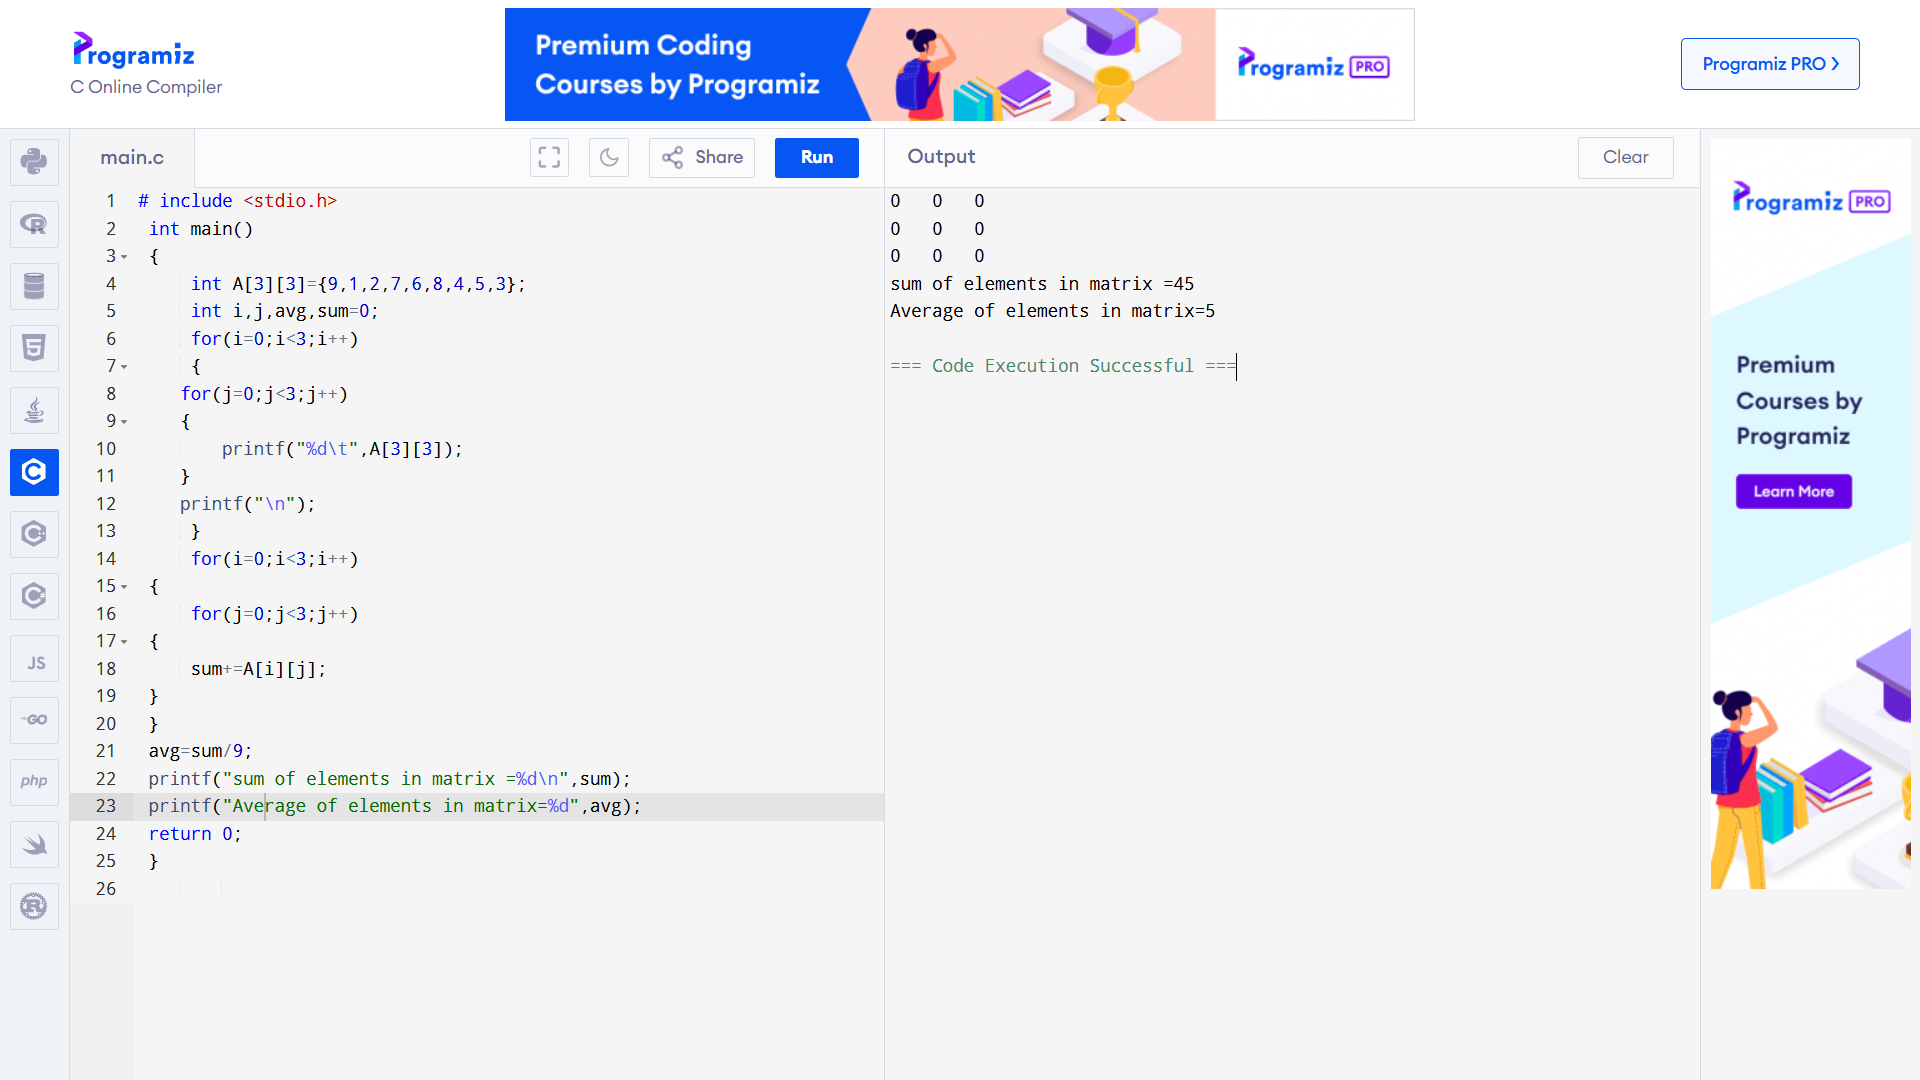 Programiz
C Online Compiler
Premium Coding
Courses by Programiz
Programiz PRO
Programiz PRO ›
main.c
Share
Run
Output
Clear
1 # include <stdio.h>
2 int main()
3 {
4 int A[3][3]={9,1,2,7,6,8,4,5,3};
5 int i,j,avg,sum=0;
6 for(i=0;i<3;i++)
7 {
8 for(j=0;j<3;j++)
9 {
10 printf("%d\t",A[3][3]);
11 }
12 printf("\n");
13 }
14 for(i=0;i<3;i++)
15 {
16 for(j=0;j<3;j++)
17 {
18 sum+=A[i][j];
19 }
20 }
21 avg=sum/9;
22 printf("sum of elements in matrix =%d\n",sum);
23 printf("Average of elements in matrix=%d",avg);
24 return 0;
25 }
26
0 0 0
0 0 0
0 0 0
sum of elements in matrix =45
Average of elements in matrix=5
=== Code Execution Successful ===
Programiz PRO
Premium
Courses by
Programiz
Learn More
R
5
C
C
C
JS
GO
php
R